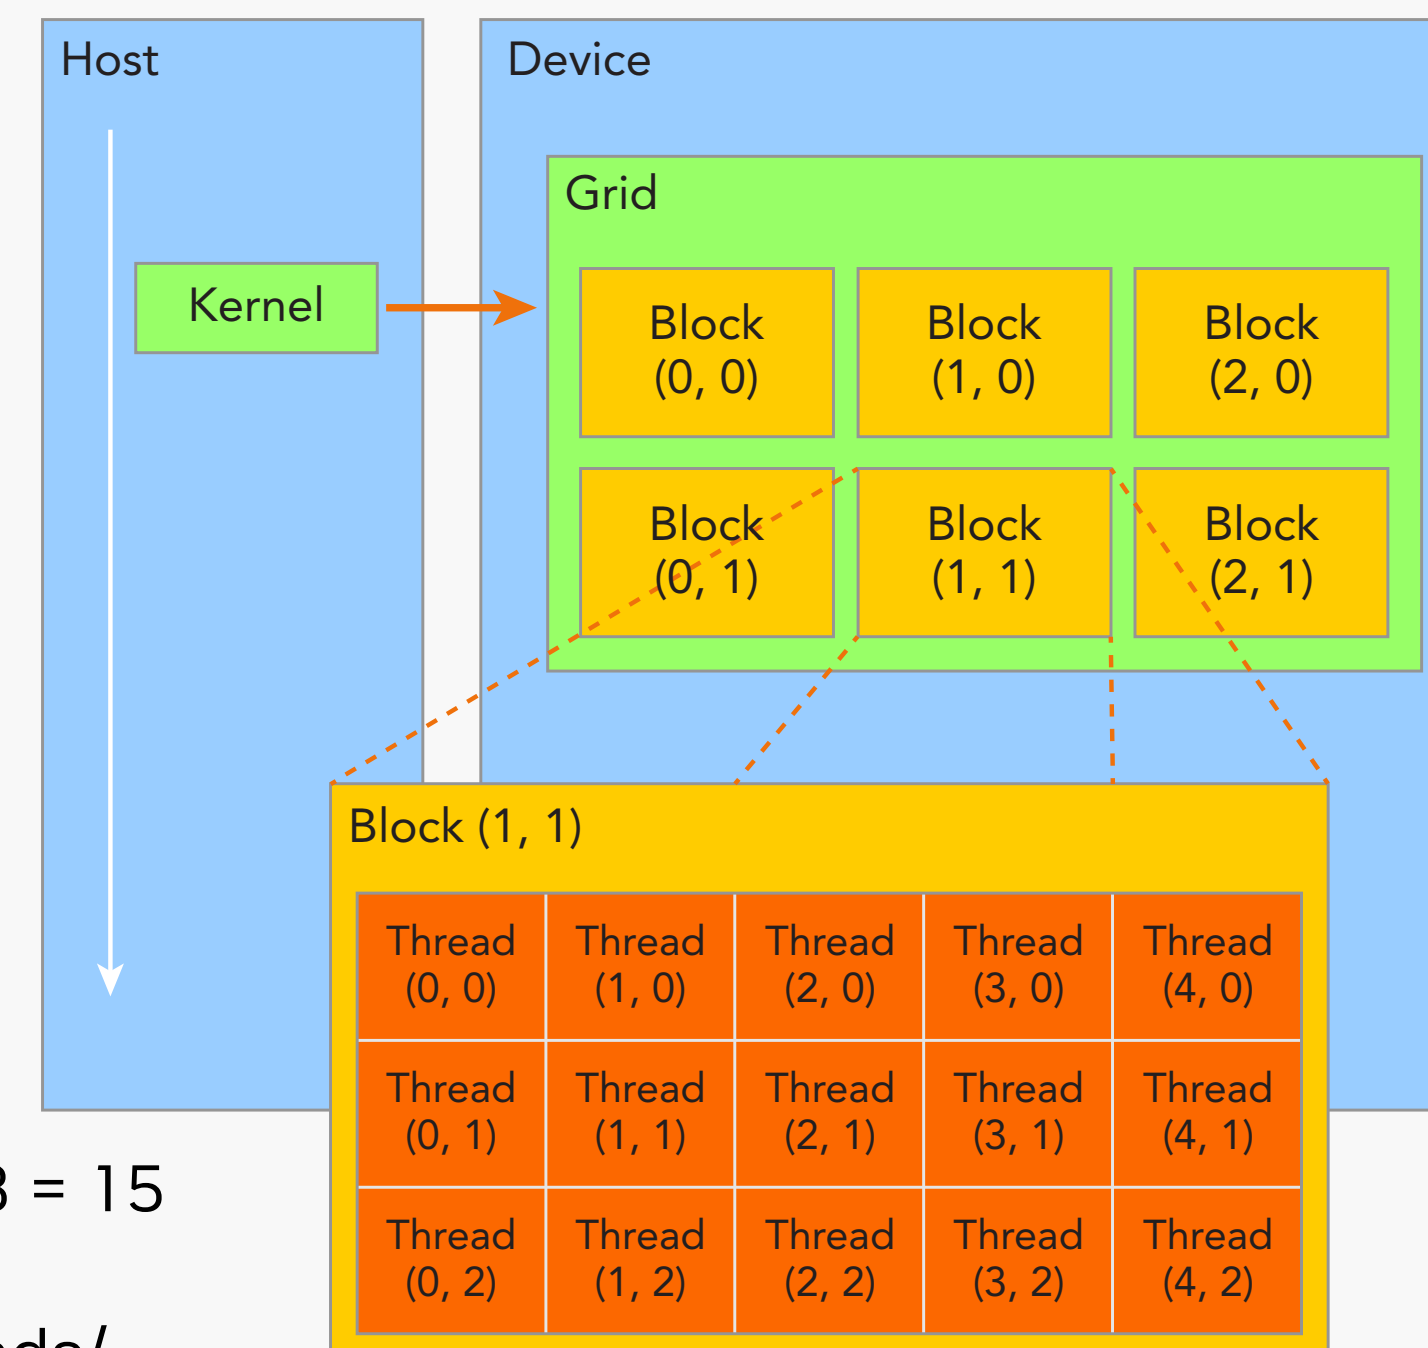 Host
Device
Grid
Kernel
Block
(0, 0)
Block
(1, 0)
Block
(2, 0)
Block
(0, 1)
Block
(1, 1)
Block
(2, 1)
Block (1, 1)
Thread
(0, 0)
Thread
(1, 0)
Thread
(2, 0)
Thread
(3, 0)
Thread
(4, 0)
Thread
(0, 1)
Thread
(1, 1)
Thread
(2, 1)
Thread
(3, 1)
Thread
(4, 1)
Thread
(0, 2)
Thread
(1, 2)
Thread
(2, 2)
Thread
(3, 2)
Thread
(4, 2)
= 15